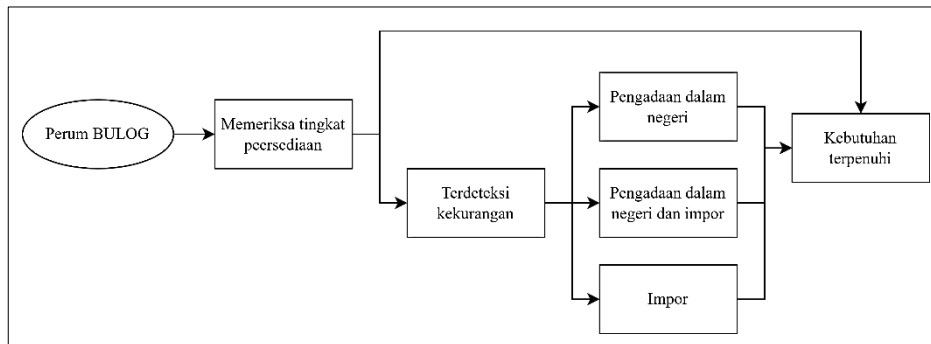 Perum BULOG
Memeriksa tingkat
peersediaan
Terdeteksi
kekurangan
Pengadaan dalam
negeri
Pengadaan dalam
negeri dan impor
Impor
Kebutuhan
terpenuhi